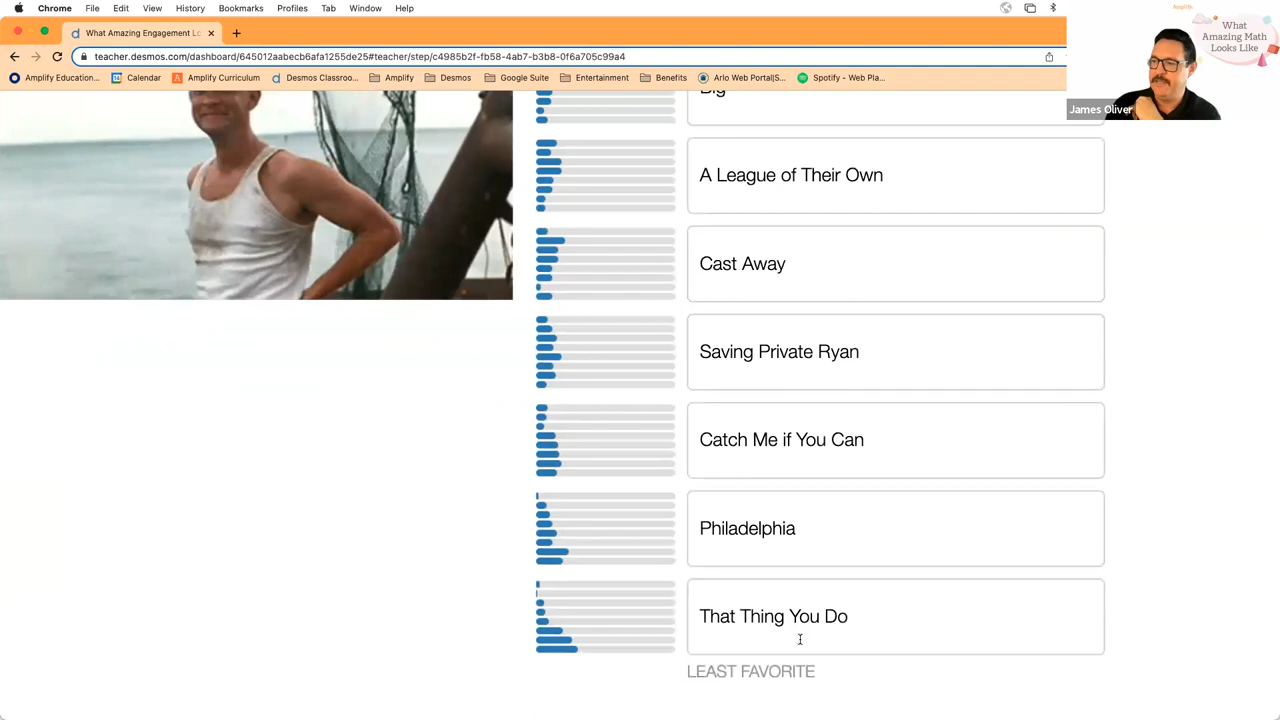 Chrome File Edit View History Bookmarks Profiles Tab Window Help
What Amazing Engagement Lo
teacher.desmos.com/dashboard/645012aabecb6afa1255de25#teacher/step/c4985b2f-fb58-4ab7-b3b8-0f6a705c99a4
Amplify Education... Calendar Amplify Curriculum Desmos Classroo... Amplify Desmos Google Suite Entertainment Benefits Arlo Web Portal|S... Spotify - Web Pla...
Amplify
What
Amazing Math
Looks Like
James Oliver
Big
A League of Their Own
Cast Away
Saving Private Ryan
Catch Me if You Can
Philadelphia
That Thing You Do
LEAST FAVORITE